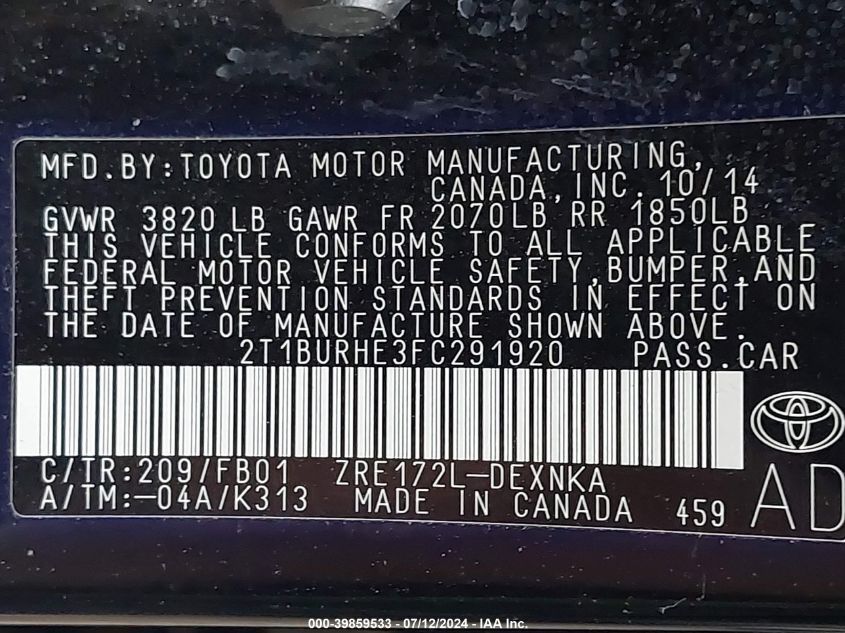 MFD.BY:TOYOTA MOTOR MANUFACTURING,
CANADA,INC. 10/14
GVWR 3820 LB GAWR FR 2070LB RR 1850LB
THIS VEHICLE CONFORMS TO ALL APPLICABLE
FEDERAL MOTOR VEHICLE SAFETY,BUMPER,AND
THEFT PREVENTION STANDARDS IN EFFECT ON
THE DATE OF MANUFACTURE SHOWN ABOVE.
2T1BURHE3FC291920 PASS.CAR
C/TR:209/FB01 ZRE172L-DEXNKA
A/TM:-04A/K313 MADE IN CANADA 459 AD
000-39859533 - 07/12/2024 - IAA Inc.